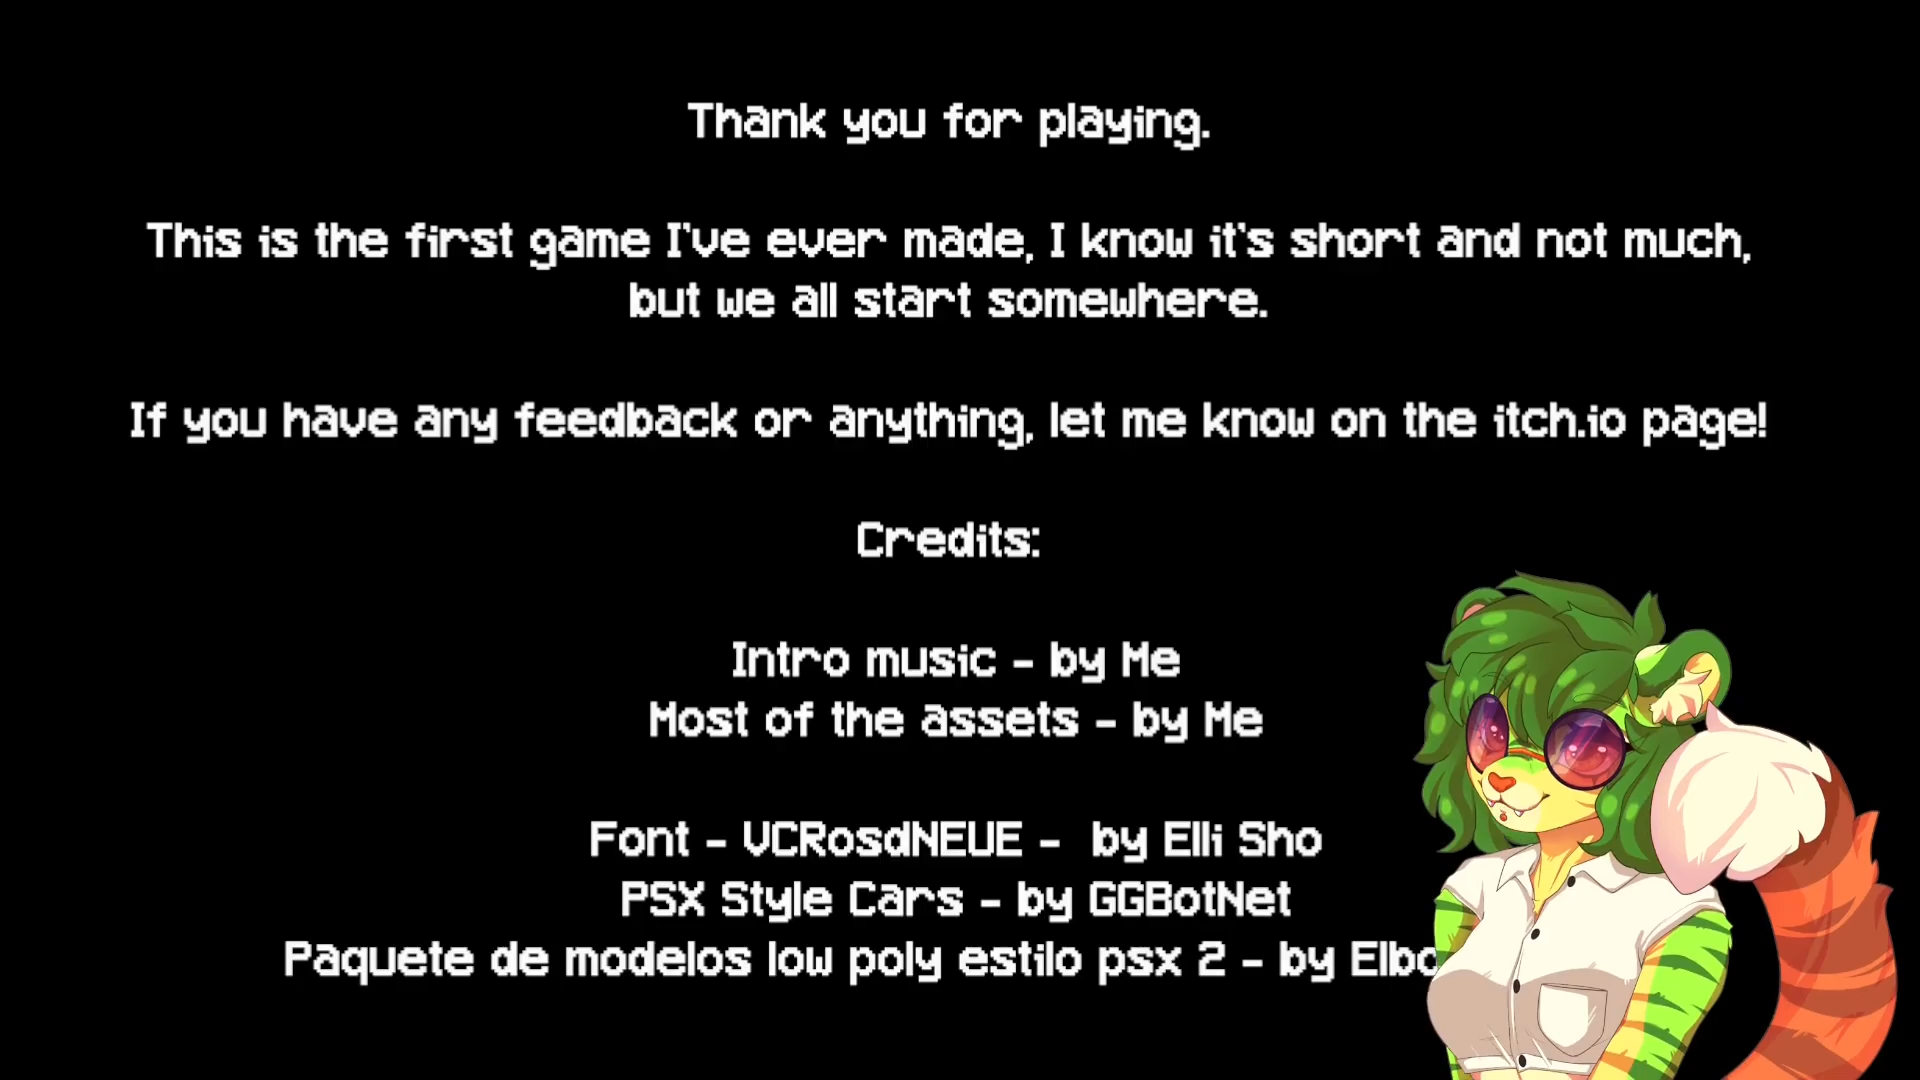 Thank you for playing.
This is the first game I've ever made, I know it's short and not much,
but we all start somewhere.
If you have any feedback or anything, let me know on the itch.io page!
Credits:
Intro music - by Me
Most of the assets - by Me
Font - VCRosdNEUE - by Elli Sho
PSX Style Cars - by GGBotNet
Paquete de modelos low poly estilo psx 2 - by